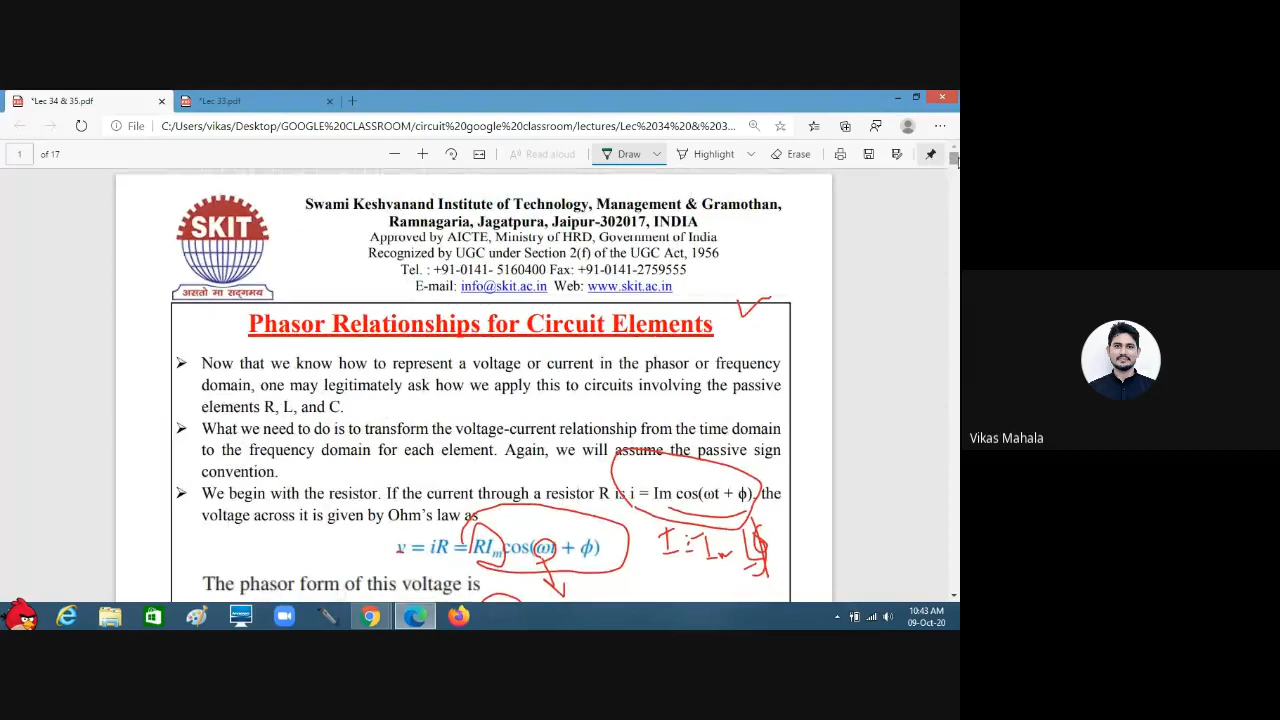 *Lec 34 & 35.pdf
*Lec 33.pdf
File
C:/Users/vikas/Desktop/GOOGLE%20CLASSROOM/circuit%20google%20classroom/lectures/Lec%2034%20&%203...
1 of 17
Read aloud
Draw
Highlight
Erase
SKIT
असतो मा सद्गमय
Swami Keshvanand Institute of Technology, Management & Gramothan,
Ramnagaria, Jagatpura, Jaipur-302017, INDIA
Approved by AICTE, Ministry of HRD, Government of India
Recognized by UGC under Section 2(f) of the UGC Act, 1956
Tel. : +91-0141- 5160400 Fax: +91-0141-2759555
E-mail: info@skit.ac.in Web: www.skit.ac.in
Phasor Relationships for Circuit Elements
➢ Now that we know how to represent a voltage or current in the phasor or frequency
domain, one may legitimately ask how we apply this to circuits involving the passive
elements R, L, and C.
➢ What we need to do is to transform the voltage-current relationship from the time domain
to the frequency domain for each element. Again, we will assume the passive sign
convention.
➢ We begin with the resistor. If the current through a resistor R is i = Im cos(ωt + ϕ), the
voltage across it is given by Ohm's law as
v = iR = RIm cos(ωt + ϕ)
I = Im ∠ϕ
The phasor form of this voltage is
Vikas Mahala
10:43 AM
09-Oct-20